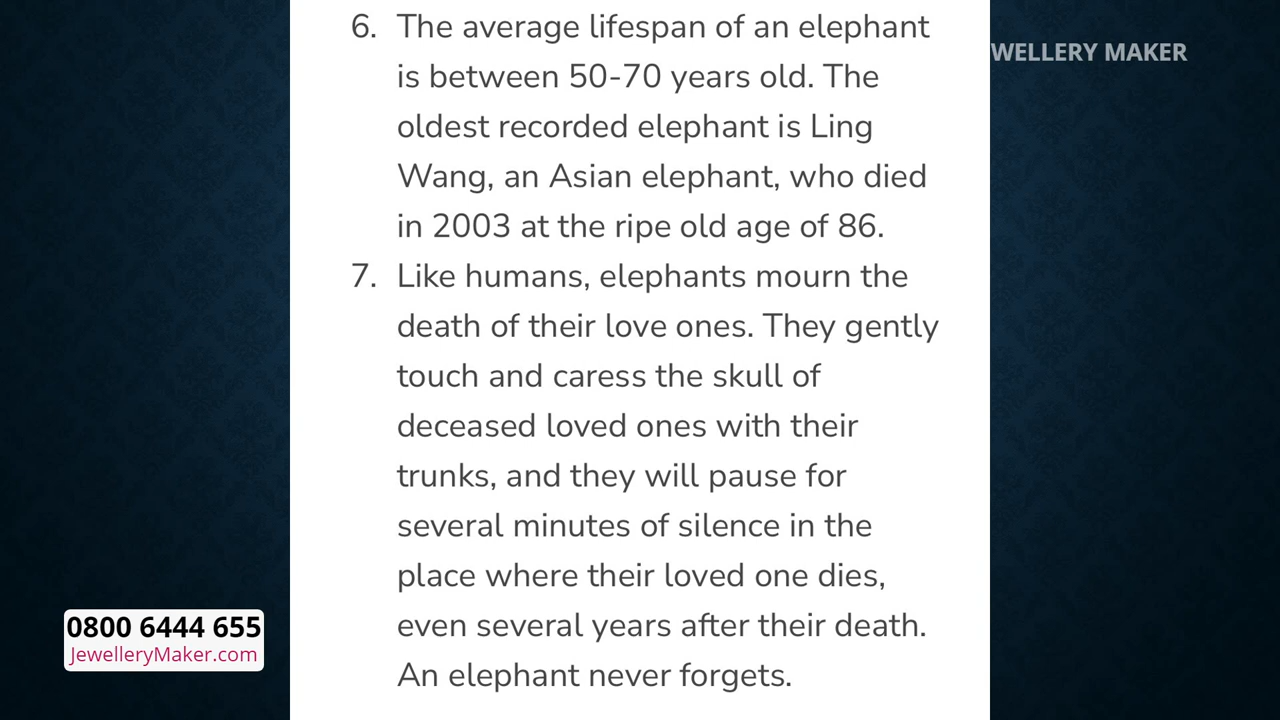 6. The average lifespan of an elephant
is between 50-70 years old. The
oldest recorded elephant is Ling
Wang, an Asian elephant, who died
in 2003 at the ripe old age of 86.
7. Like humans, elephants mourn the
death of their love ones. They gently
touch and caress the skull of
deceased loved ones with their
trunks, and they will pause for
several minutes of silence in the
place where their loved one dies,
even several years after their death.
An elephant never forgets.
WELLERY MAKER
0800 6444 655
JewelleryMaker.com